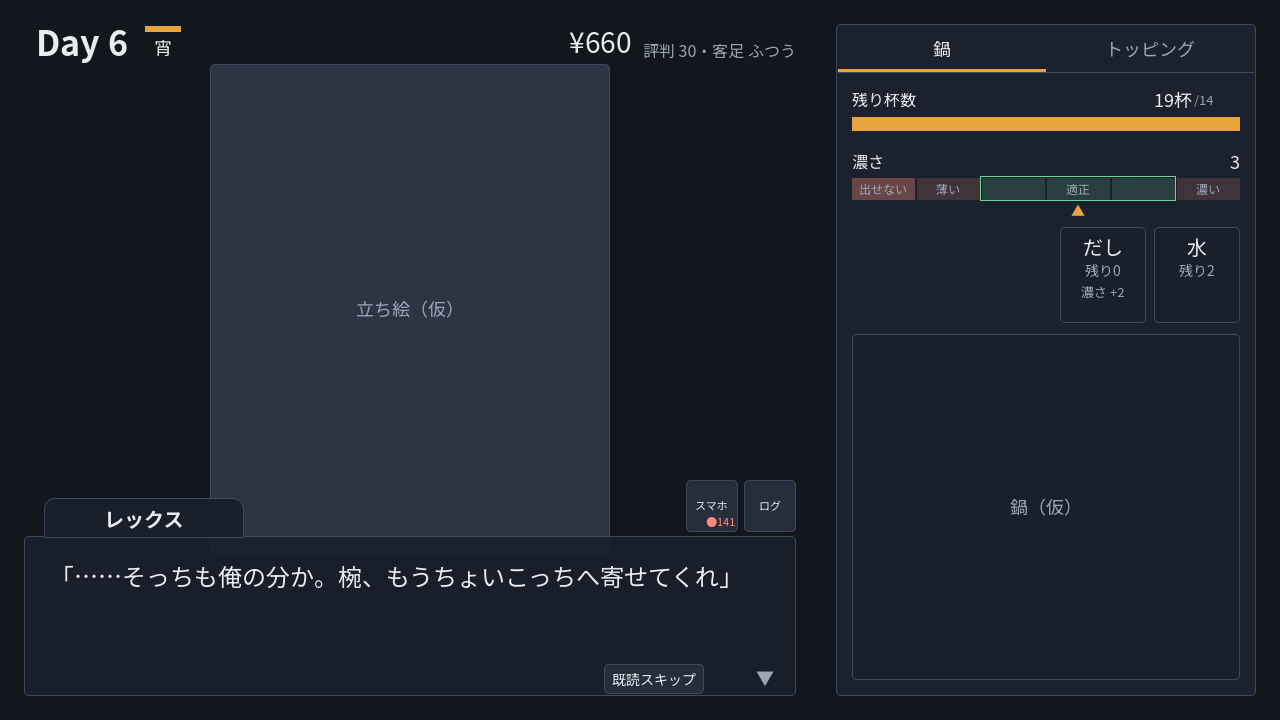 Day 6
宵
¥660
評判 30・客足 ふつう
立ち絵（仮）
スマホ
141
ログ
レックス
「……そっちも俺の分か。椀、もうちょいこっちへ寄せてくれ」
既読スキップ
▼
鍋
トッピング
残り杯数
19杯/14
濃さ
3
出せない
薄い
適正
濃い
だし
残り0
濃さ +2
水
残り2
鍋（仮）